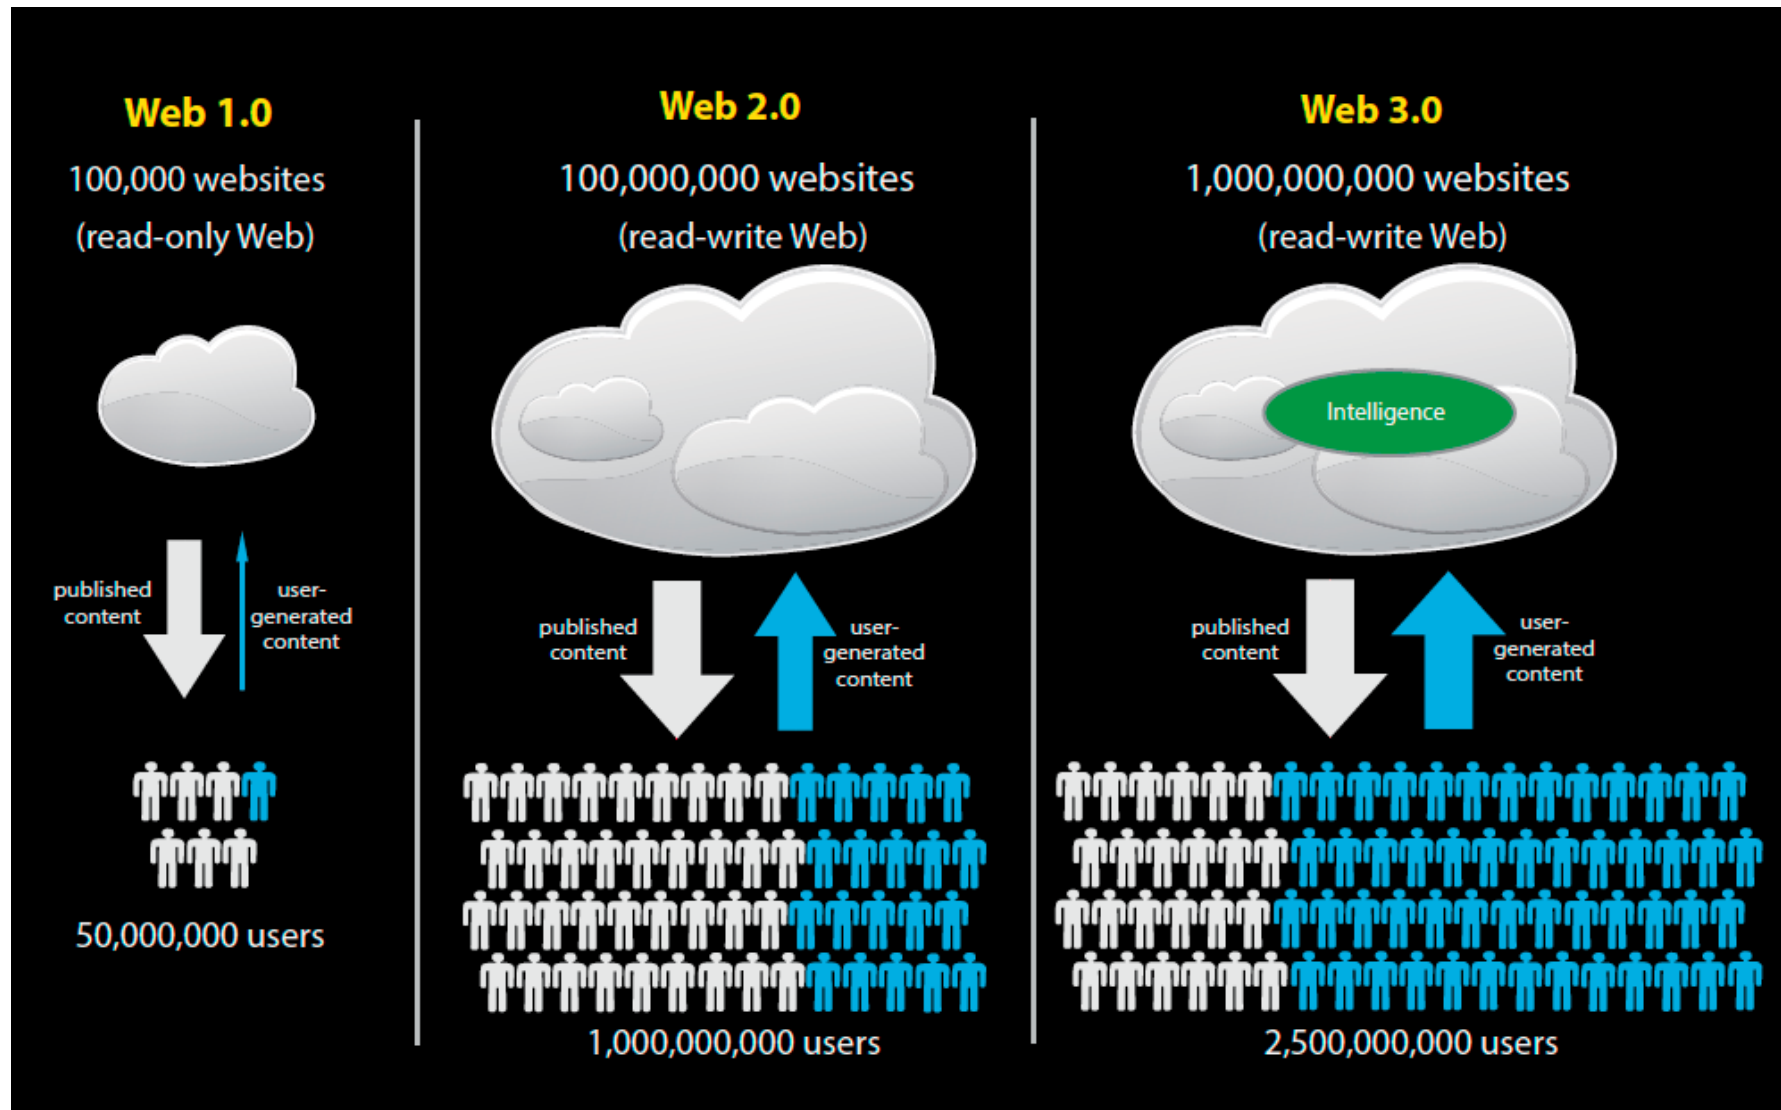 Web 1.0
100,000 websites
(read-only Web)
published
content
user-
generated
content
50,000,000 users
Web 2.0
100,000,000 websites
(read-write Web)
published
content
user-
generated
content
1,000,000,000 users
Web 3.0
1,000,000,000 websites
(read-write Web)
Intelligence
published
content
user-
generated
content
2,500,000,000 users